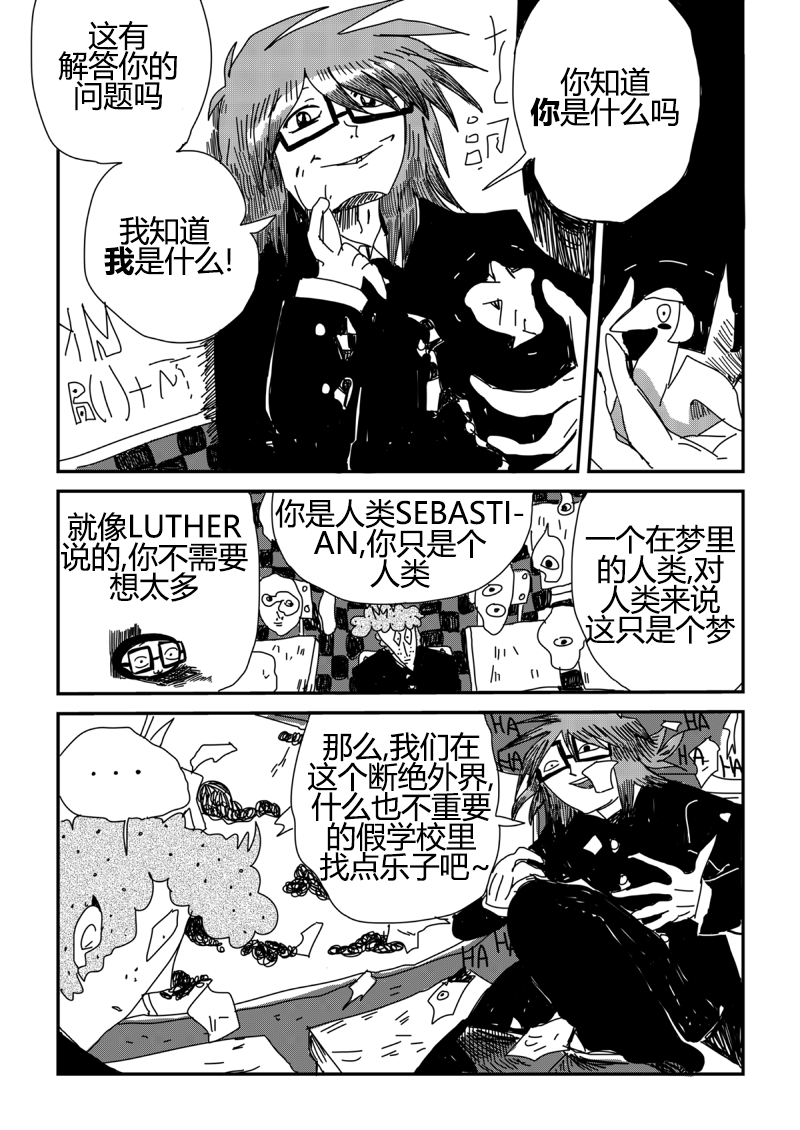 这有
解答你的
问题吗
我知道
我是什么!
你知道
你是什么吗
就像LUTHER
说的,你不需要
想太多
你是人类SEBASTI-
AN,你只是个
人类
一个在梦里
的人类,对
人类来说
这只是个梦
...
那么,我们在
这个断绝外界,
什么也不重要
的假学校里
找点乐子吧~
HA
HA
HA
HA
HA
HA
HA